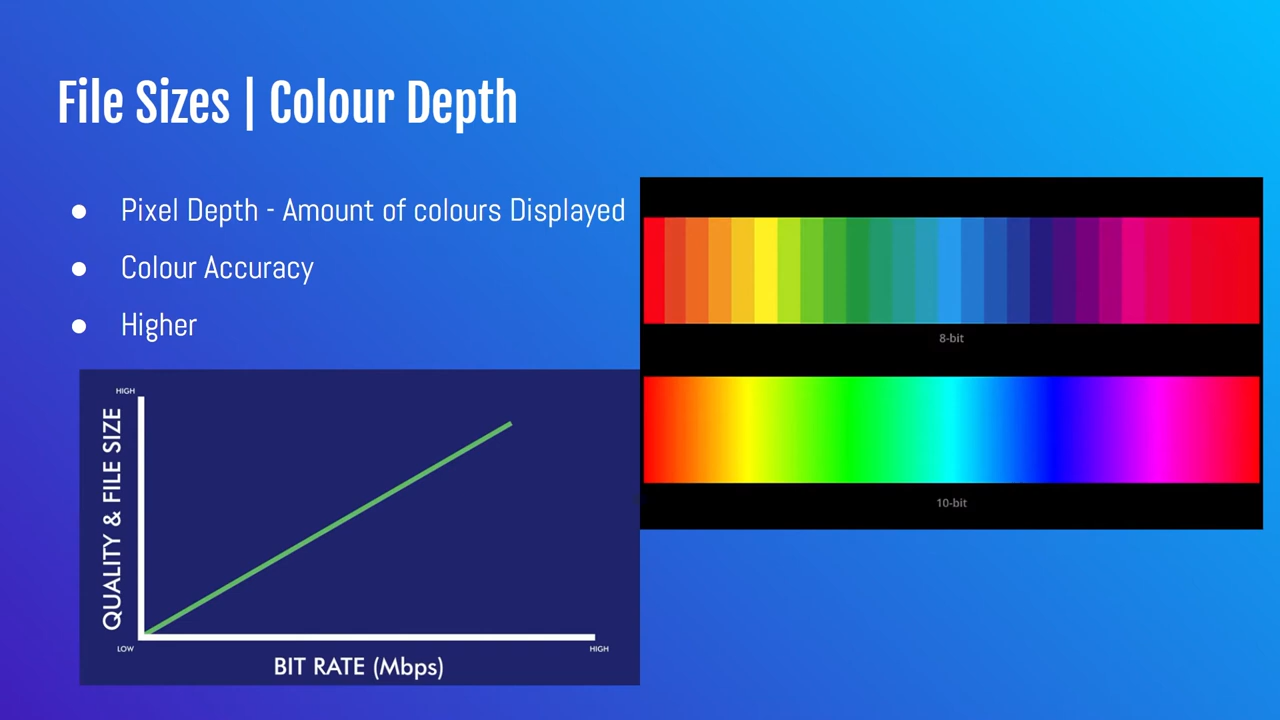 File Sizes | Colour Depth
● Pixel Depth - Amount of colours Displayed
● Colour Accuracy
● Higher
8-bit
10-bit
HIGH
QUALITY & FILE SIZE
LOW
HIGH
BIT RATE (Mbps)